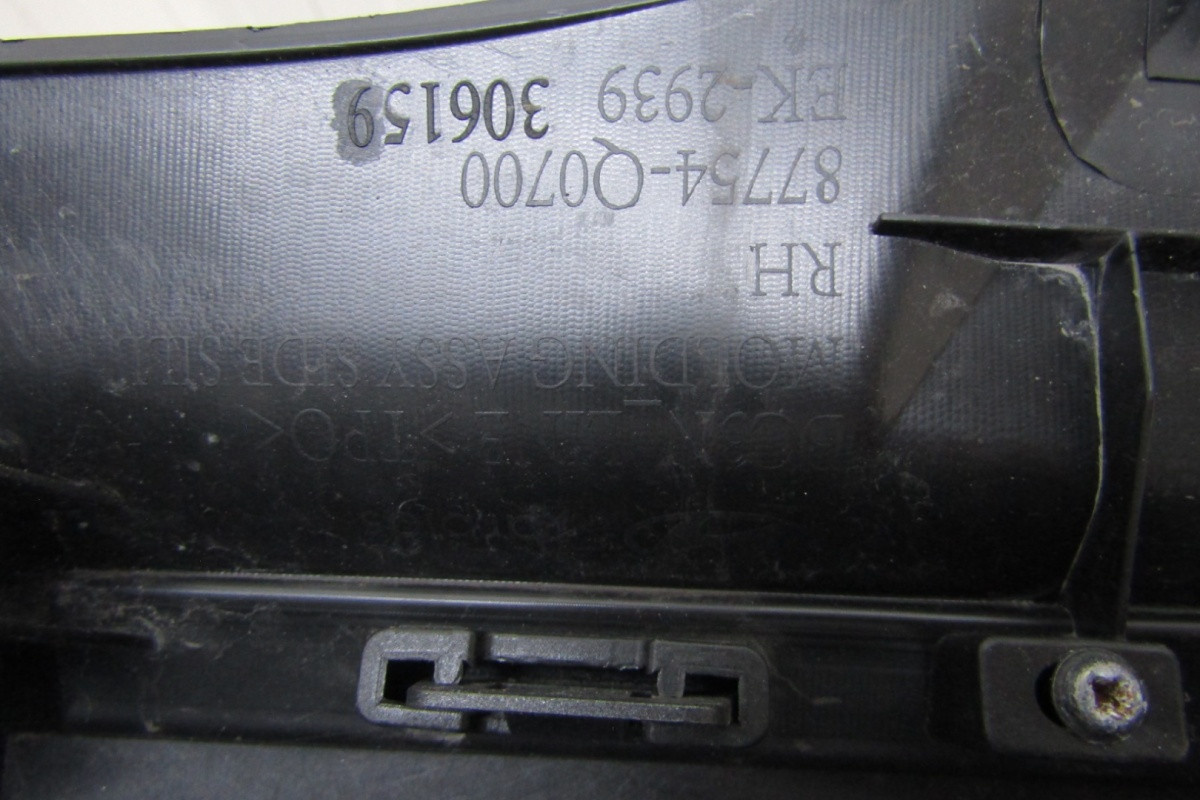 >TPO<
MOLDING ASSY SIDE SILL
RH
87754-Q0700
EK-2939 306159